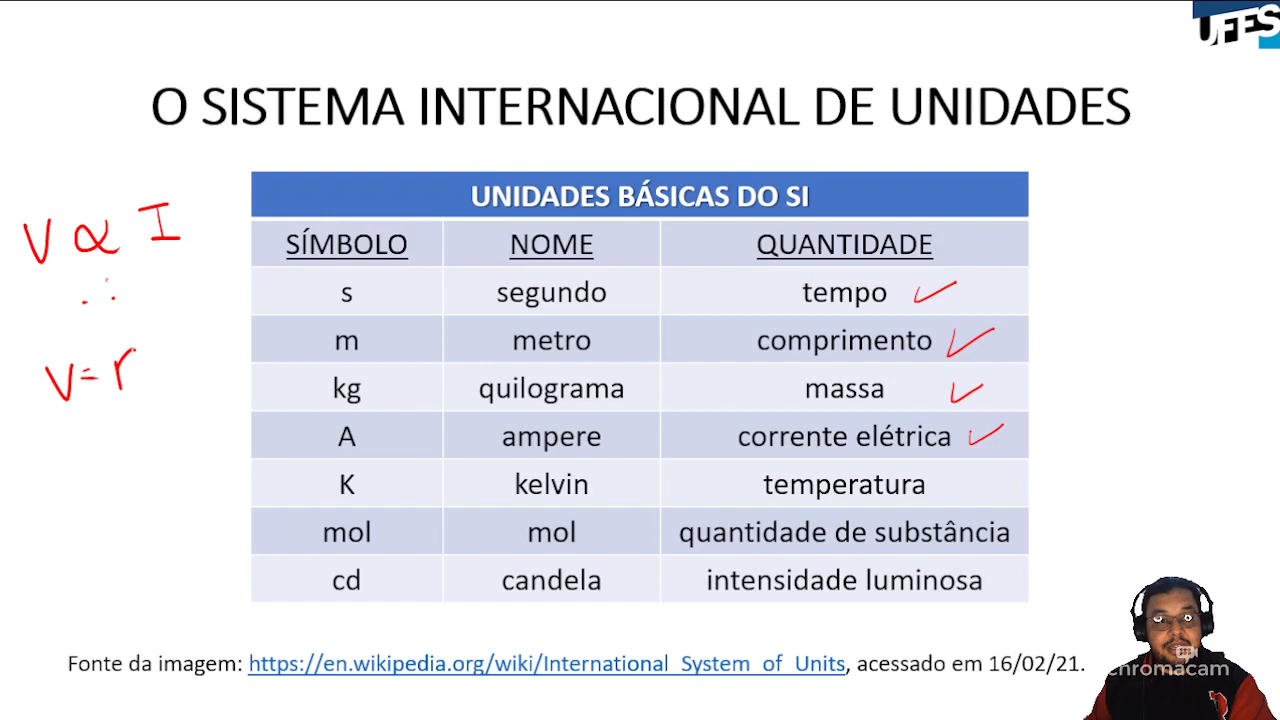 UFES
O SISTEMA INTERNACIONAL DE UNIDADES
V ∝ I
∴
V = r
UNIDADES BÁSICAS DO SI
SÍMBOLO NOME QUANTIDADE
s segundo tempo ✓
m metro comprimento ✓
kg quilograma massa ✓
A ampere corrente elétrica ✓
K kelvin temperatura
mol mol quantidade de substância
cd candela intensidade luminosa
Fonte da imagem: https://en.wikipedia.org/wiki/International_System_of_Units, acessado em 16/02/21.
chromacam